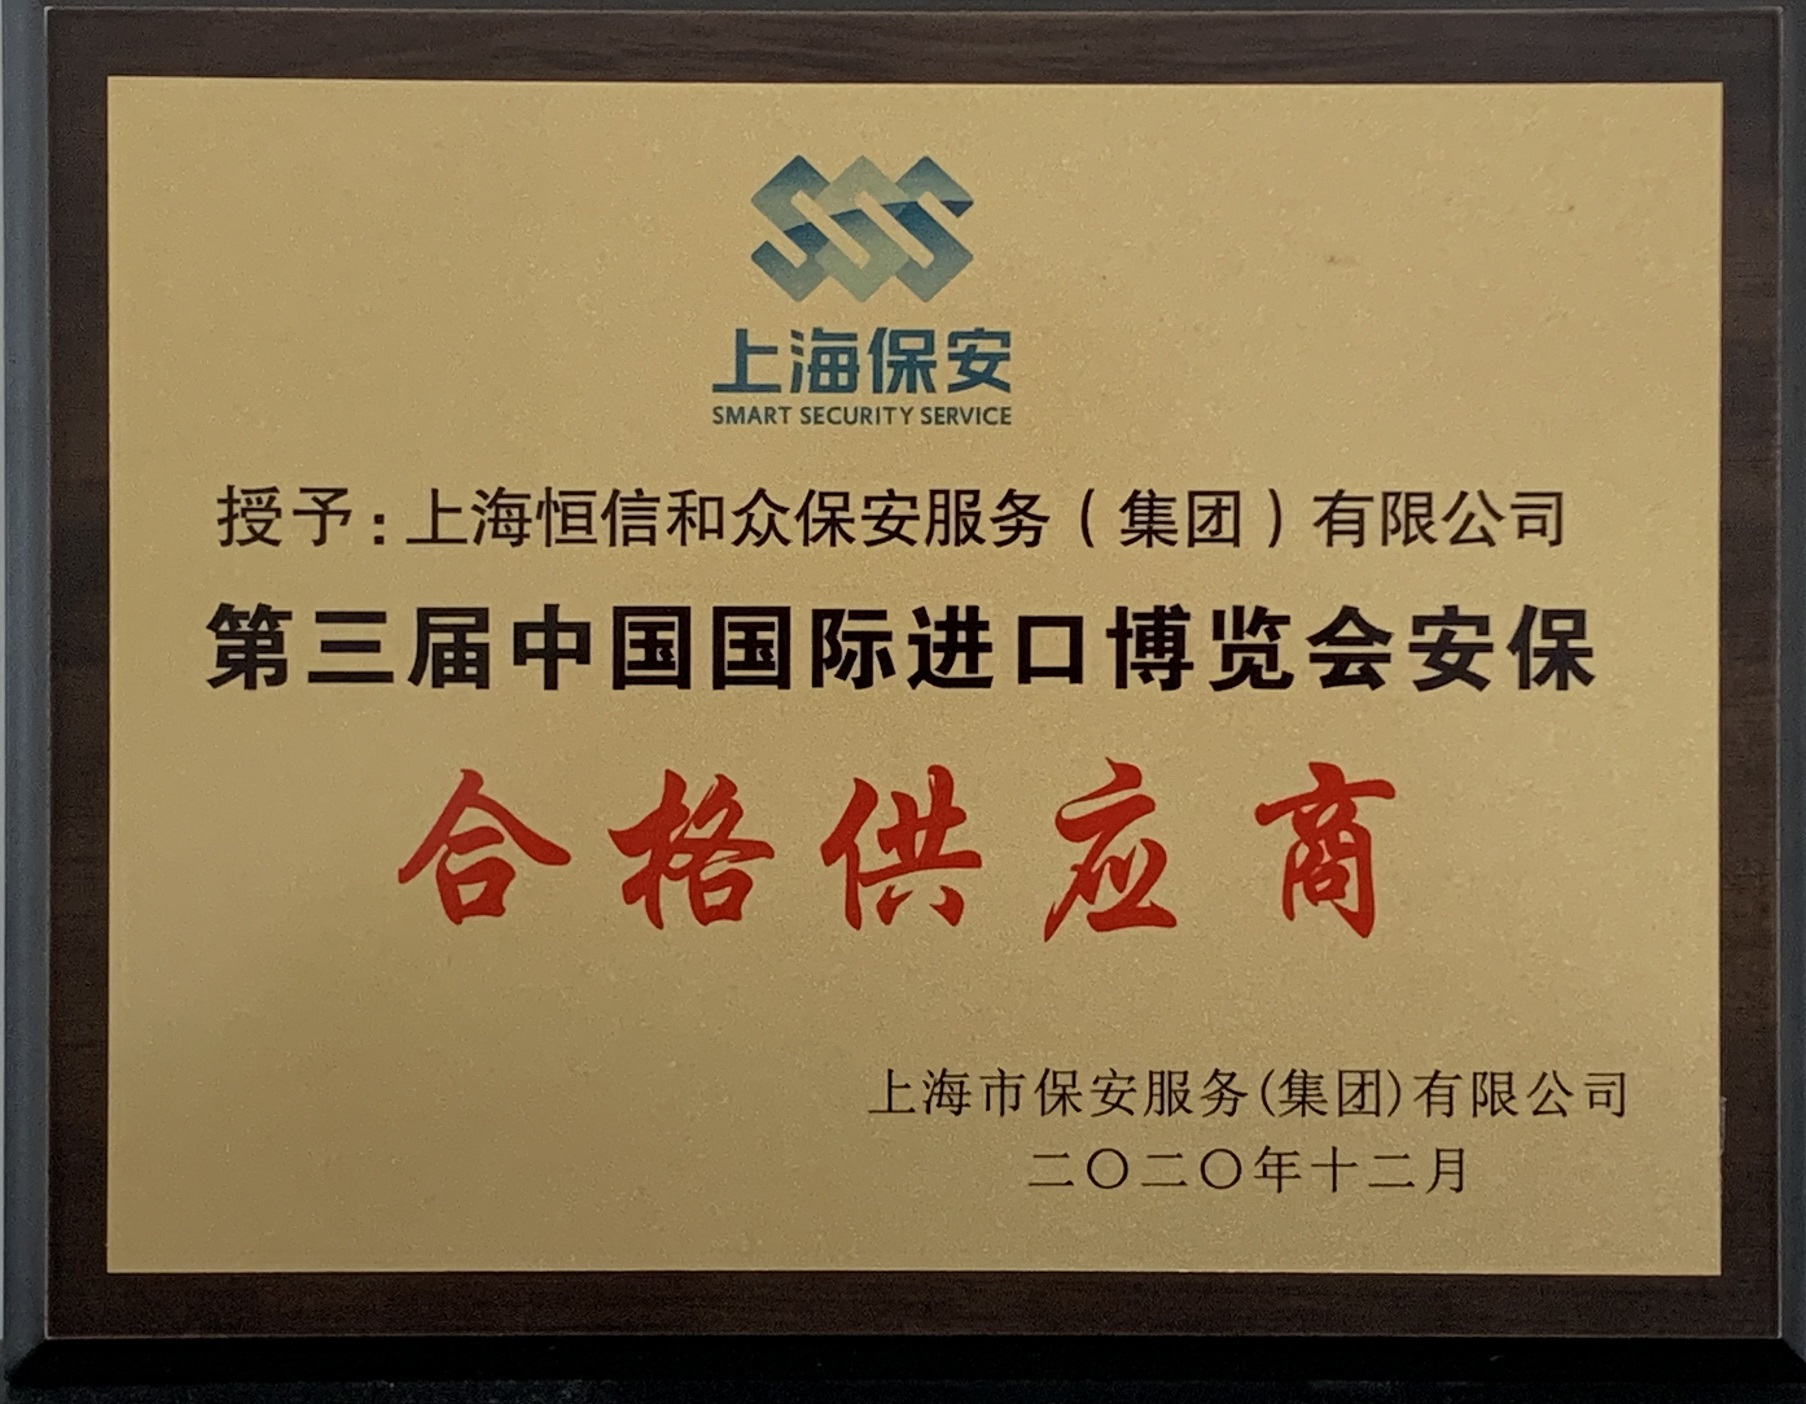 上海保安
SMART SECURITY SERVICE
授予：上海恒信和众保安服务（集团）有限公司
第三届中国国际进口博览会安保
合格供应商
上海市保安服务(集团)有限公司
二〇二〇年十二月